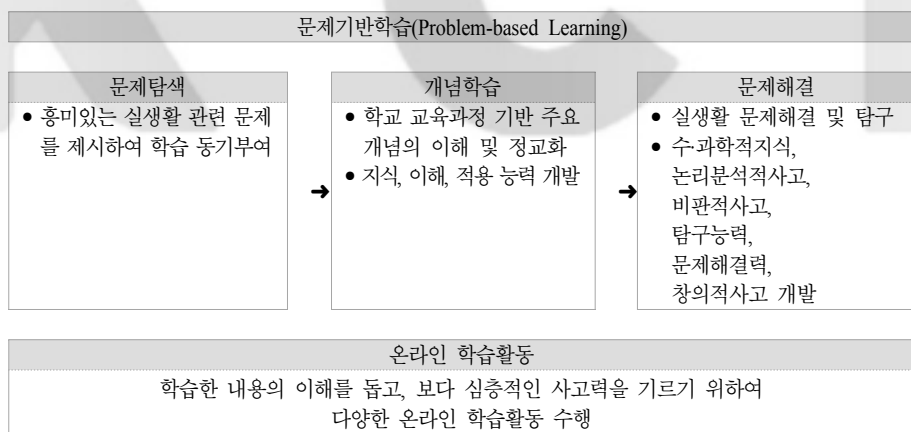 문제기반학습(Problem-based Learning)
문제탐색
• 흥미있는 실생활 관련 문제
를 제시하여 학습 동기부여
➜
개념학습
• 학교 교육과정 기반 주요
개념의 이해 및 정교화
• 지식, 이해, 적용 능력 개발
➜
문제해결
• 실생활 문제해결 및 탐구
• 수·과학적지식,
논리분석적사고,
비판적사고,
탐구능력,
문제해결력,
창의적사고 개발
온라인 학습활동
학습한 내용의 이해를 돕고, 보다 심층적인 사고력을 기르기 위하여
다양한 온라인 학습활동 수행